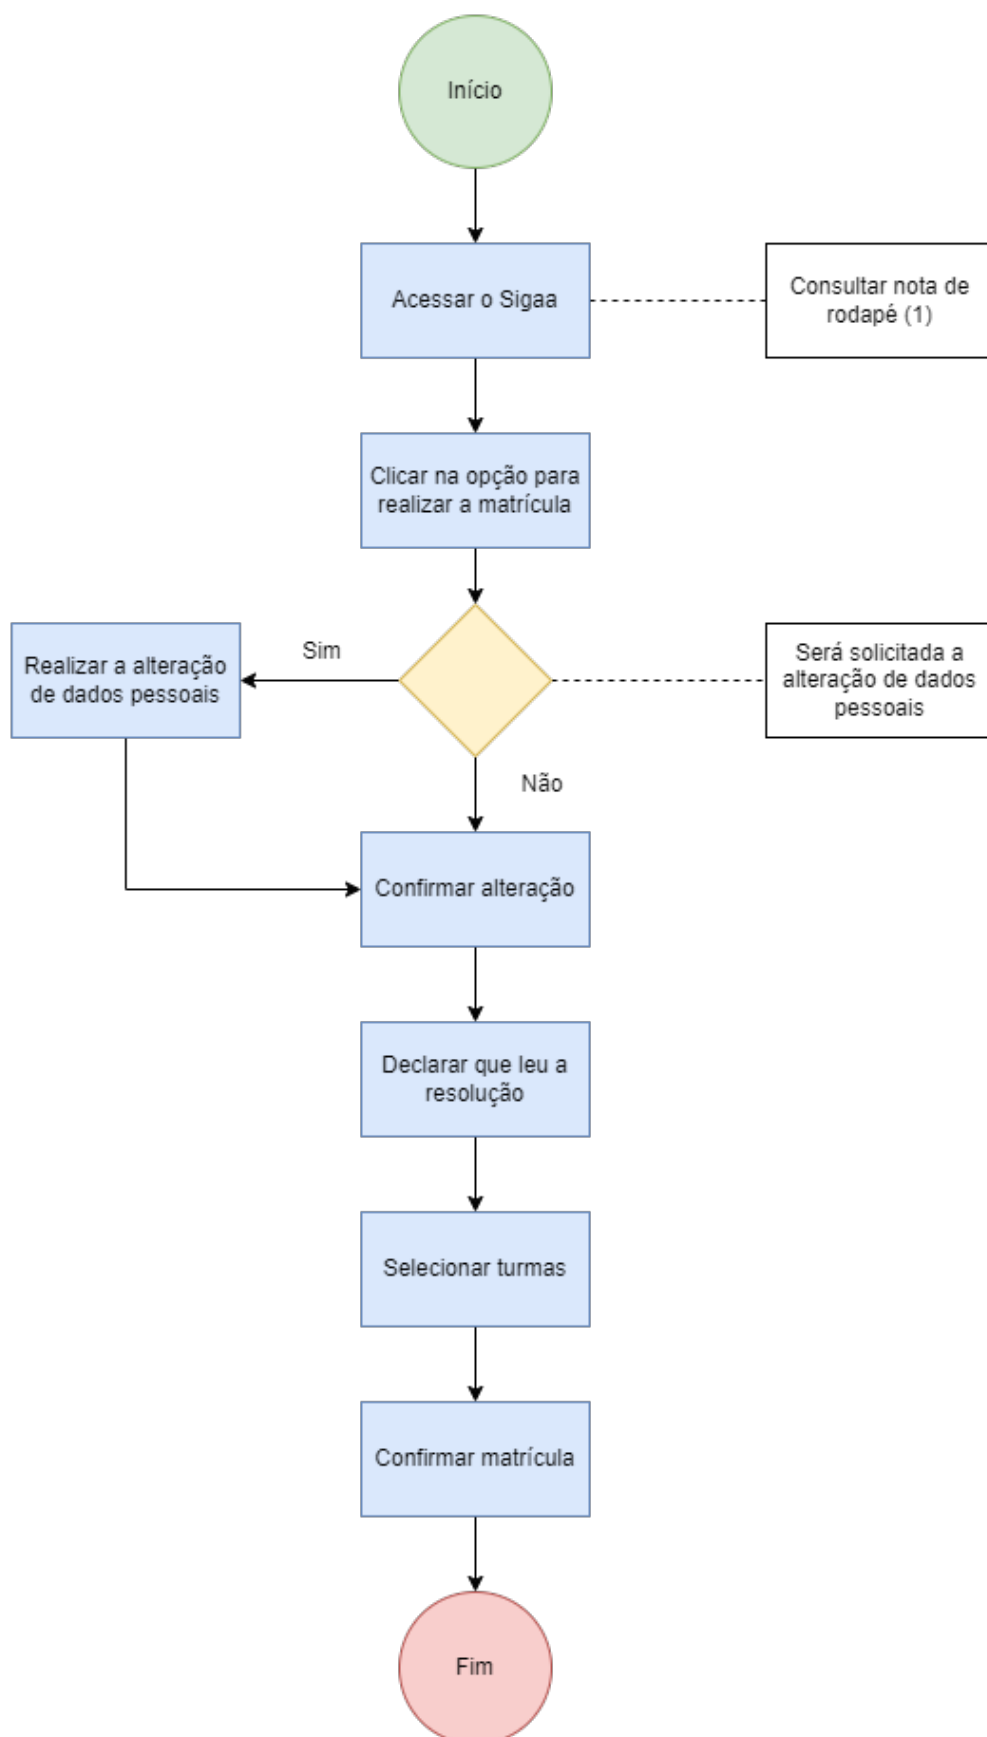 Início
Acessar o Sigaa
Consultar nota de
rodapé (1)
Clicar na opção para
realizar a matrícula
Realizar a alteração
de dados pessoais
Sim
Será solicitada a
alteração de dados
pessoais
Não
Confirmar alteração
Declarar que leu a
resolução
Selecionar turmas
Confirmar matrícula
Fim